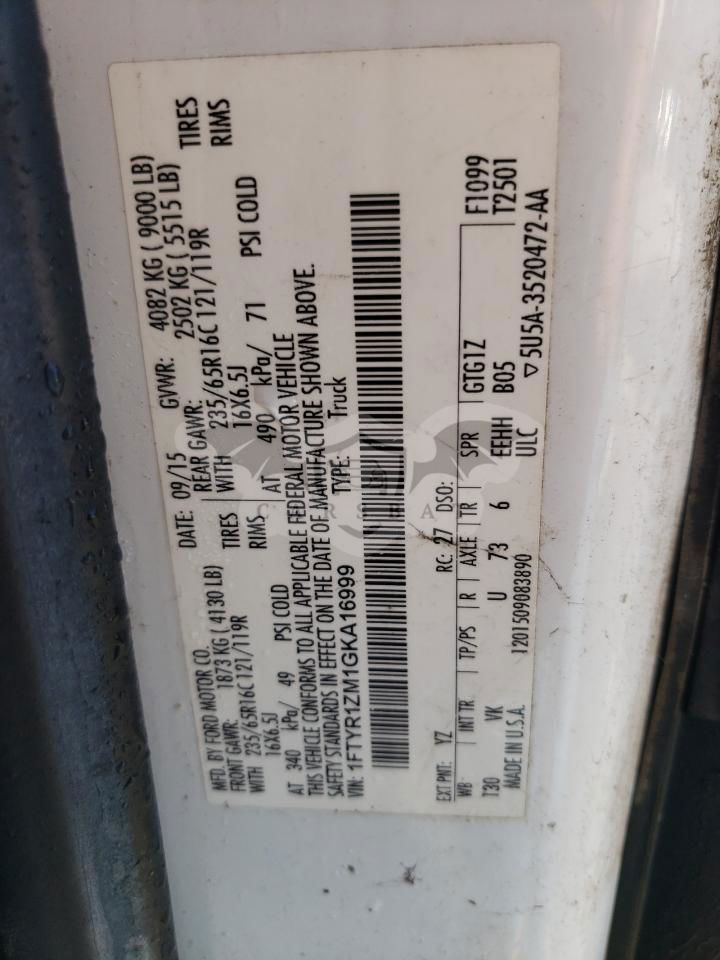 MFD. BY FORD MOTOR CO. DATE: 09/15 GVWR: 4082 KG ( 9000 LB)
FRONT GAWR: 1873 KG ( 4130 LB) REAR GAWR: 2502 KG ( 5515 LB)
WITH 235/65R16C 121/119R TIRES WITH 235/65R16C 121/119R TIRES
16X6.5J RIMS 16X6.5J RIMS
AT 340 kPa/ 49 PSI COLD AT 490 kPa/ 71 PSI COLD
THIS VEHICLE CONFORMS TO ALL APPLICABLE FEDERAL MOTOR VEHICLE
SAFETY STANDARDS IN EFFECT ON THE DATE OF MANUFACTURE SHOWN ABOVE.
VIN: 1FTYR1ZM1GKA16999 TYPE: Truck
EXT PNT: YZ RC: 27 DSO:
WB INT TR TP/PS R AXLE TR SPR GTG1Z F1099
130 VK U 73 6 EEHH B05 T2501
MADE IN U.S.A. 1201509083890 ULC ▽5U5A-3520472-AA